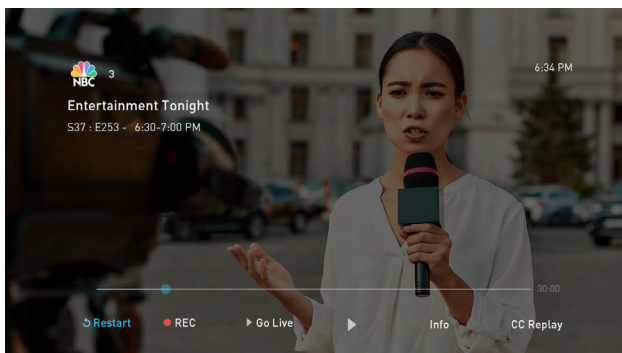 NBC
3
6:34 PM
Entertainment Tonight
S37 : E253 - 6:30-7:00 PM
30:00
Restart
REC
Go Live
Info
CC Replay